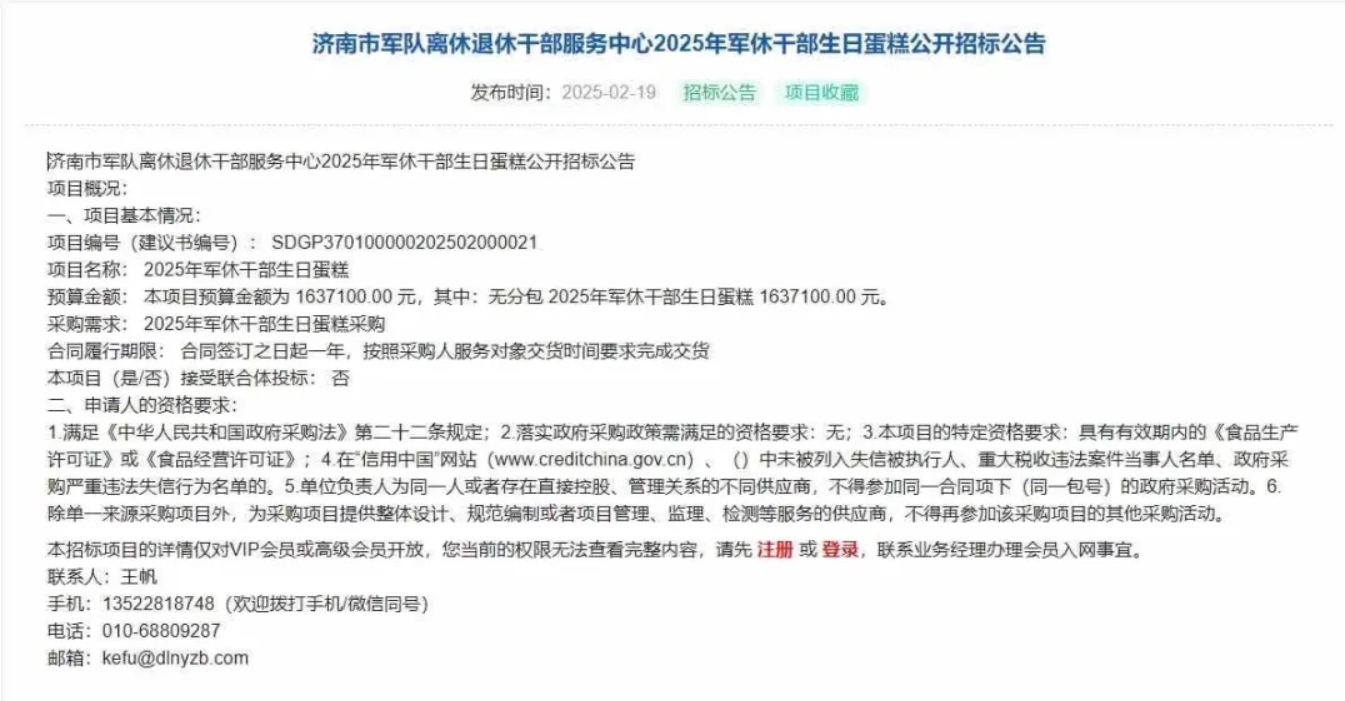 济南市军队离休退休干部服务中心2025年军休干部生日蛋糕公开招标公告
发布时间：2025-02-19 招标公告 项目收藏
济南市军队离休退休干部服务中心2025年军休干部生日蛋糕公开招标公告
项目概况：
一、项目基本情况：
项目编号（建议书编号）： SDGP370100000202502000021
项目名称： 2025年军休干部生日蛋糕
预算金额： 本项目预算金额为 1637100.00 元，其中：无分包 2025年军休干部生日蛋糕 1637100.00 元。
采购需求： 2025年军休干部生日蛋糕采购
合同履行期限： 合同签订之日起一年，按照采购人服务对象交货时间要求完成交货
本项目（是/否）接受联合体投标： 否
二、申请人的资格要求：
1.满足《中华人民共和国政府采购法》第二十二条规定；2.落实政府采购政策需满足的资格要求：无；3.本项目的特定资格要求：具有有效期内的《食品生产
许可证》或《食品经营许可证》；4.在“信用中国”网站（www.creditchina.gov.cn）、（）中未被列入失信被执行人、重大税收违法案件当事人名单、政府采
购严重违法失信行为名单的。5.单位负责人为同一人或者存在直接控股、管理关系的不同供应商，不得参加同一合同项下（同一包号）的政府采购活动。6.
除单一来源采购项目外，为采购项目提供整体设计、规范编制或者项目管理、监理、检测等服务的供应商，不得再参加该采购项目的其他采购活动。
本招标项目的详情仅对VIP会员或高级会员开放，您当前的权限无法查看完整内容，请先 注册 或 登录，联系业务经理办理会员入网事宜。
联系人：王帆
手机：13522818748（欢迎拨打手机/微信同号）
电话：010-68809287
邮箱：kefu@dlnyzb.com